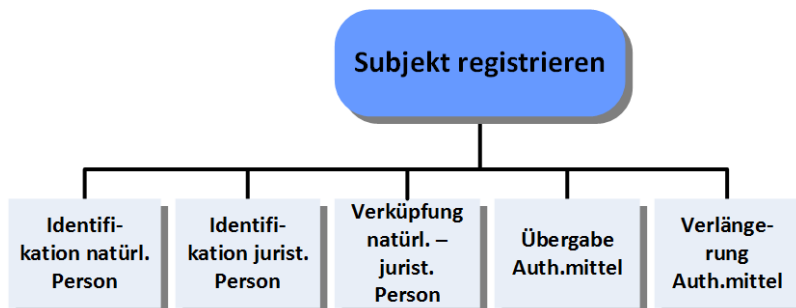 Subjekt registrieren
Identifi-
kation natürl.
Person
Identifi-
kation jurist.
Person
Verküpfung
natürl. –
jurist.
Person
Übergabe
Auth.mittel
Verlänge-
rung
Auth.mittel